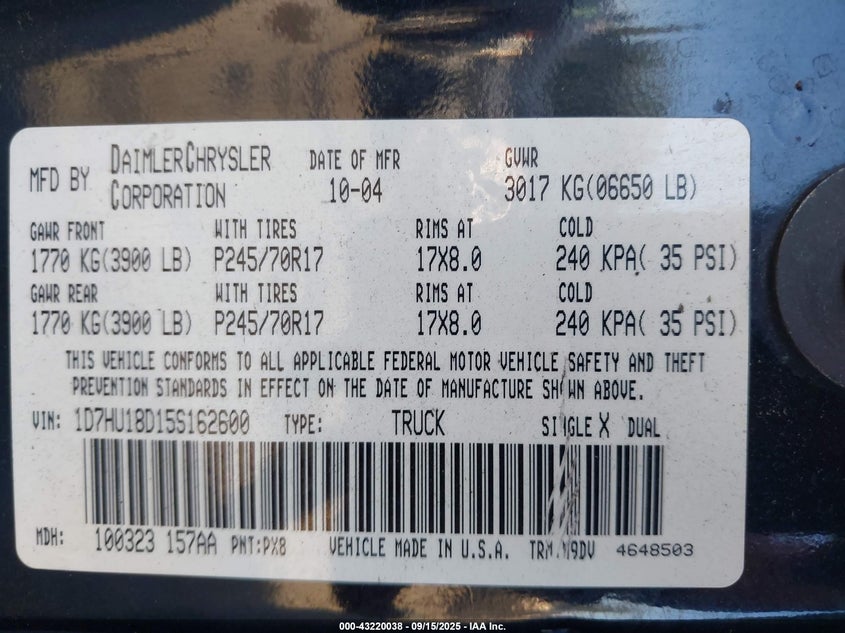 MFD BY DAIMLERCHRYSLER CORPORATION DATE OF MFR 10-04 GVWR 3017 KG(06650 LB)
GAWR FRONT WITH TIRES RIMS AT COLD
1770 KG(3900 LB) P245/70R17 17X8.0 240 KPA( 35 PSI)
GAWR REAR WITH TIRES RIMS AT COLD
1770 KG(3900 LB) P245/70R17 17X8.0 240 KPA( 35 PSI)
THIS VEHICLE CONFORMS TO ALL APPLICABLE FEDERAL MOTOR VEHICLE SAFETY AND THEFT
PREVENTION STANDARDS IN EFFECT ON THE DATE OF MANUFACTURE SHOWN ABOVE.
VIN: 1D7HU18D15S162600 TYPE: TRUCK SINGLE X DUAL
MDH: 100323 157AA PNT:PX8 VEHICLE MADE IN U.S.A. TRM: 4648503
000-43220038 - 09/15/2025 - IAA Inc.